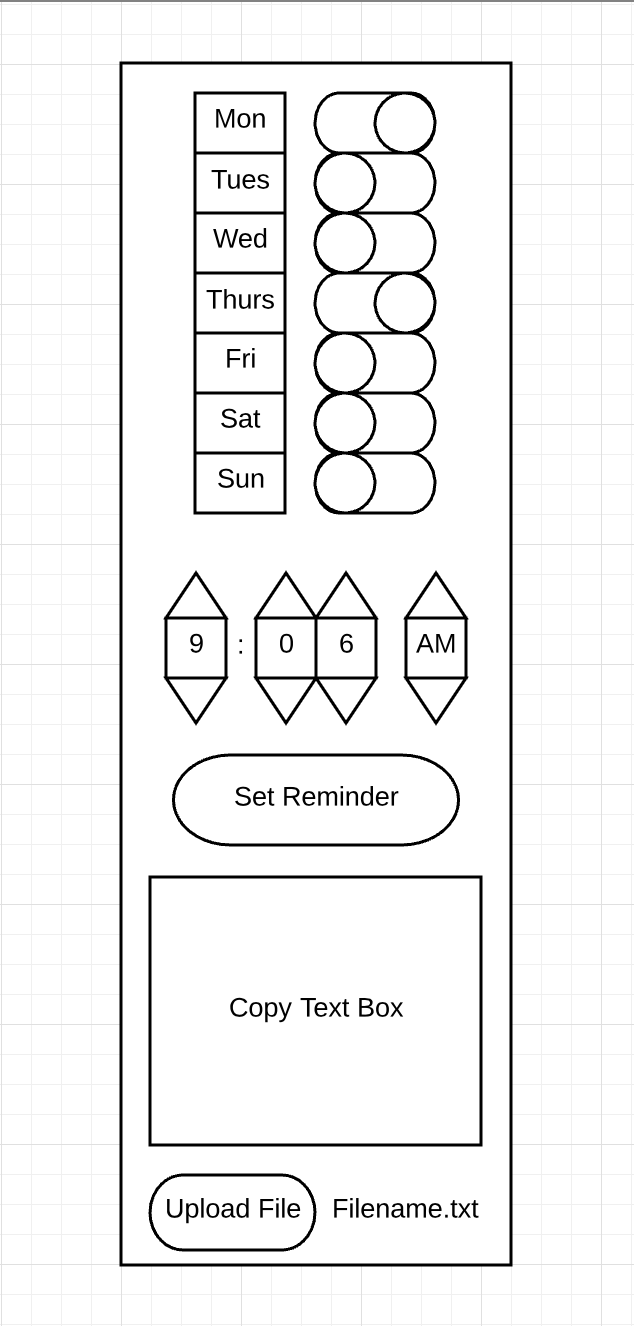 Mon
Tues
Wed
Thurs
Fri
Sat
Sun
9 : 0 6 AM
Set Reminder
Copy Text Box
Upload File Filename.txt